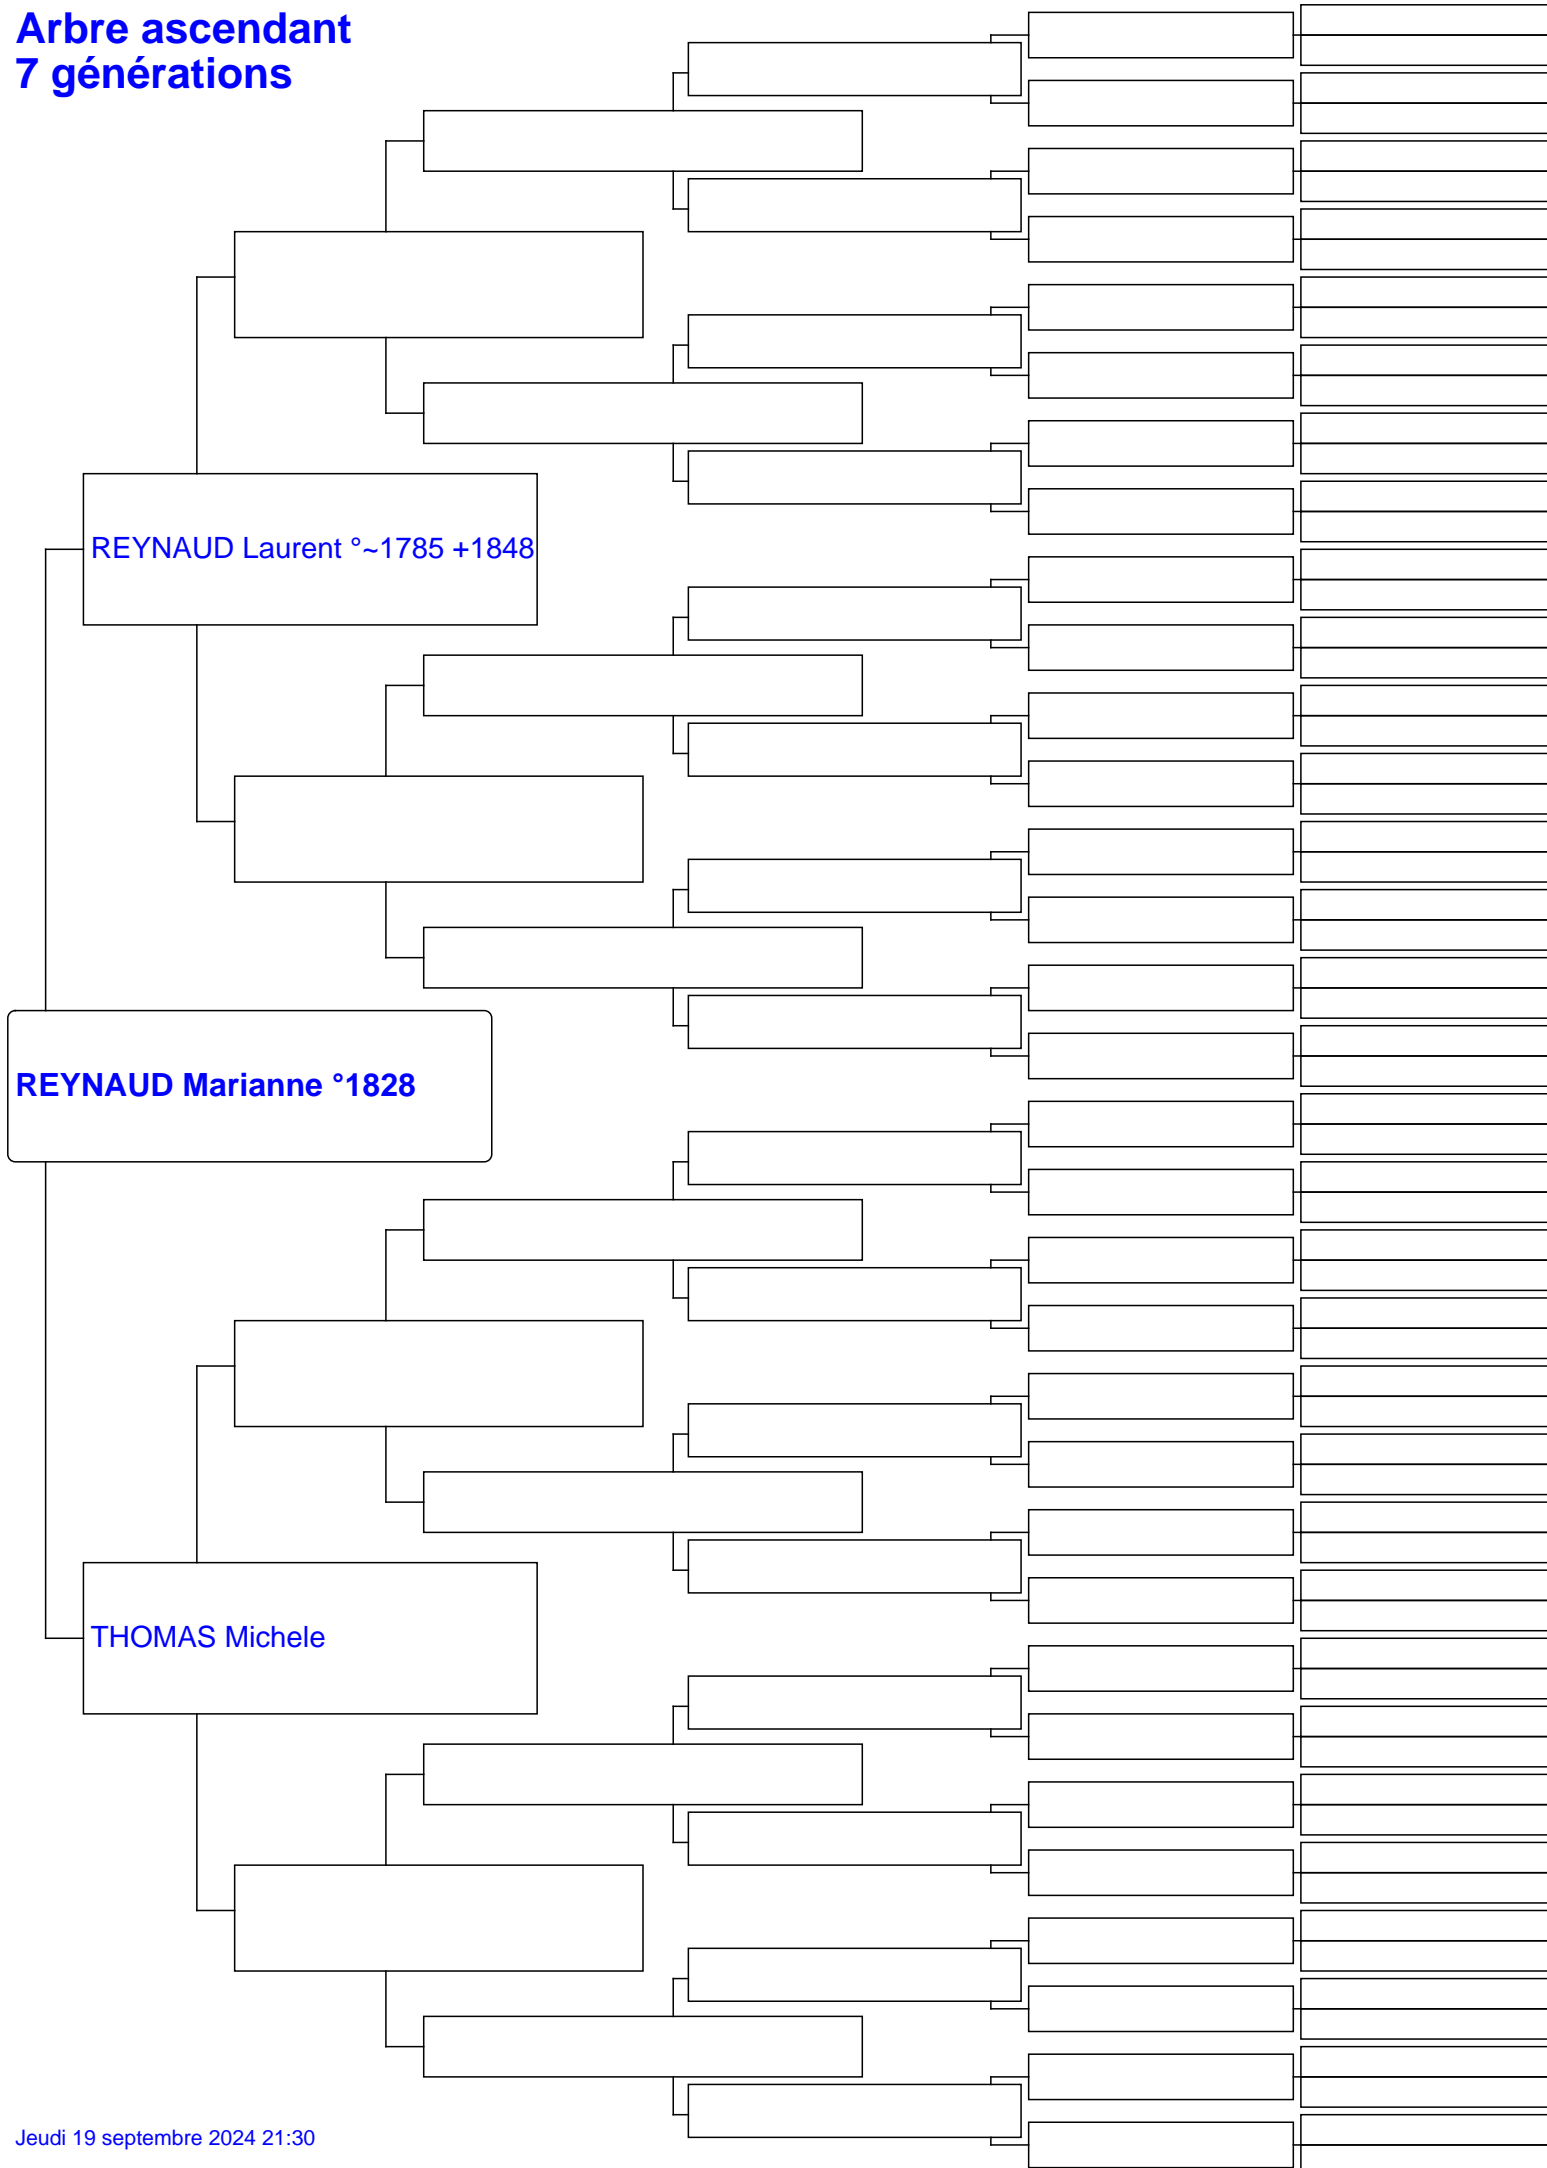 Arbre ascendant
7 générations
REYNAUD Laurent °~1785 +1848
REYNAUD Marianne °1828
THOMAS Michele
Jeudi 19 septembre 2024 21:30